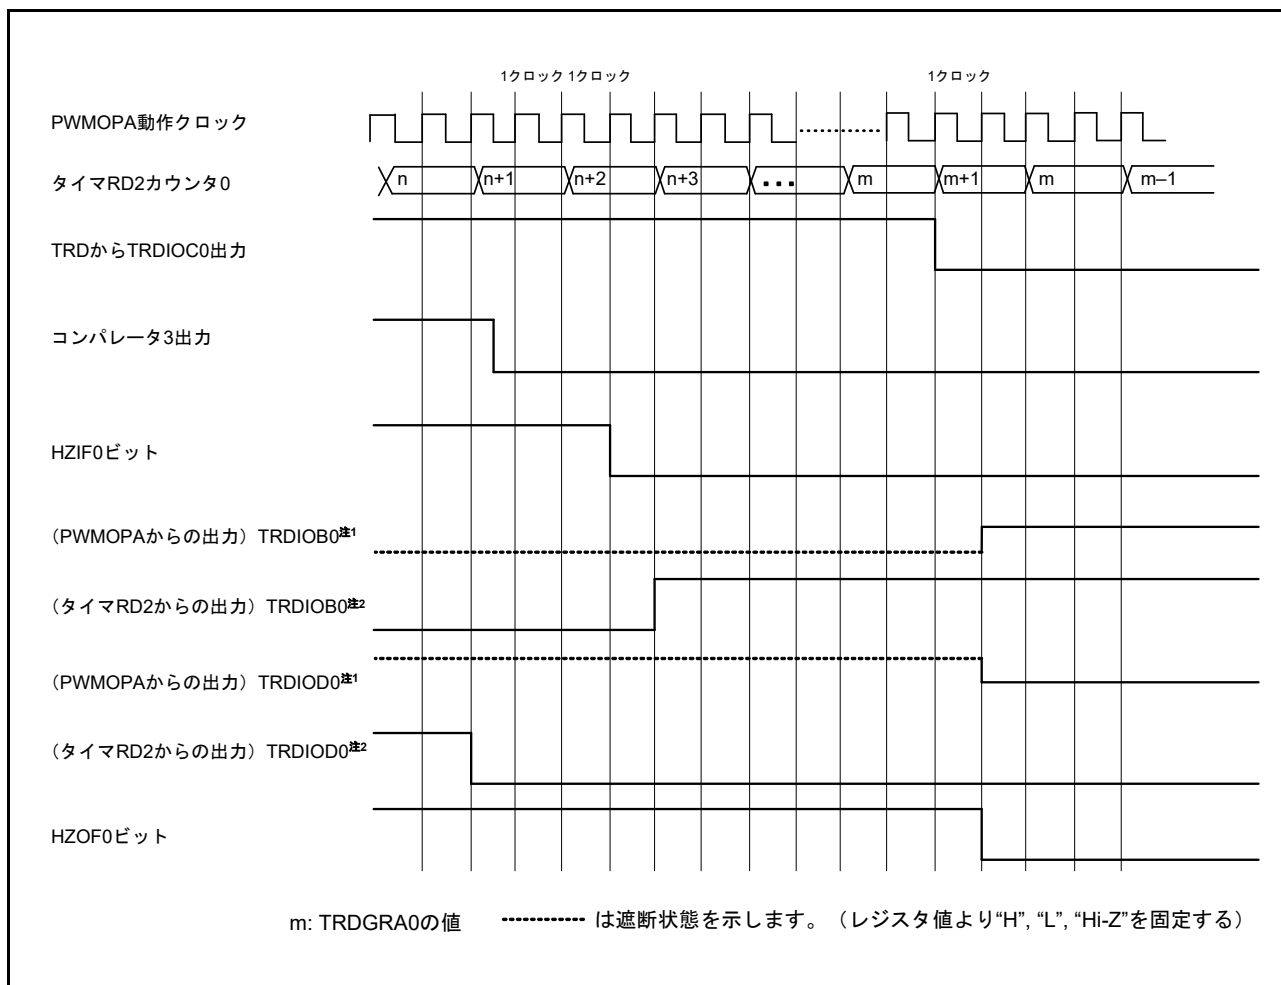 1クロック 1クロック 1クロック
PWMOPA動作クロック
タイマRD2カウンタ0 n n+1 n+2 n+3 ... m m+1 m m–1
TRDからTRDIOC0出力
コンパレータ3出力
HZIF0ビット
（PWMOPAからの出力）TRDIOB0注1
（タイマRD2からの出力）TRDIOB0注2
（PWMOPAからの出力）TRDIOD0注1
（タイマRD2からの出力）TRDIOD0注2
HZOF0ビット
m: TRDGRA0の値 は遮断状態を示します。（レジスタ値より“H”, “L”, “Hi-Z”を固定する）